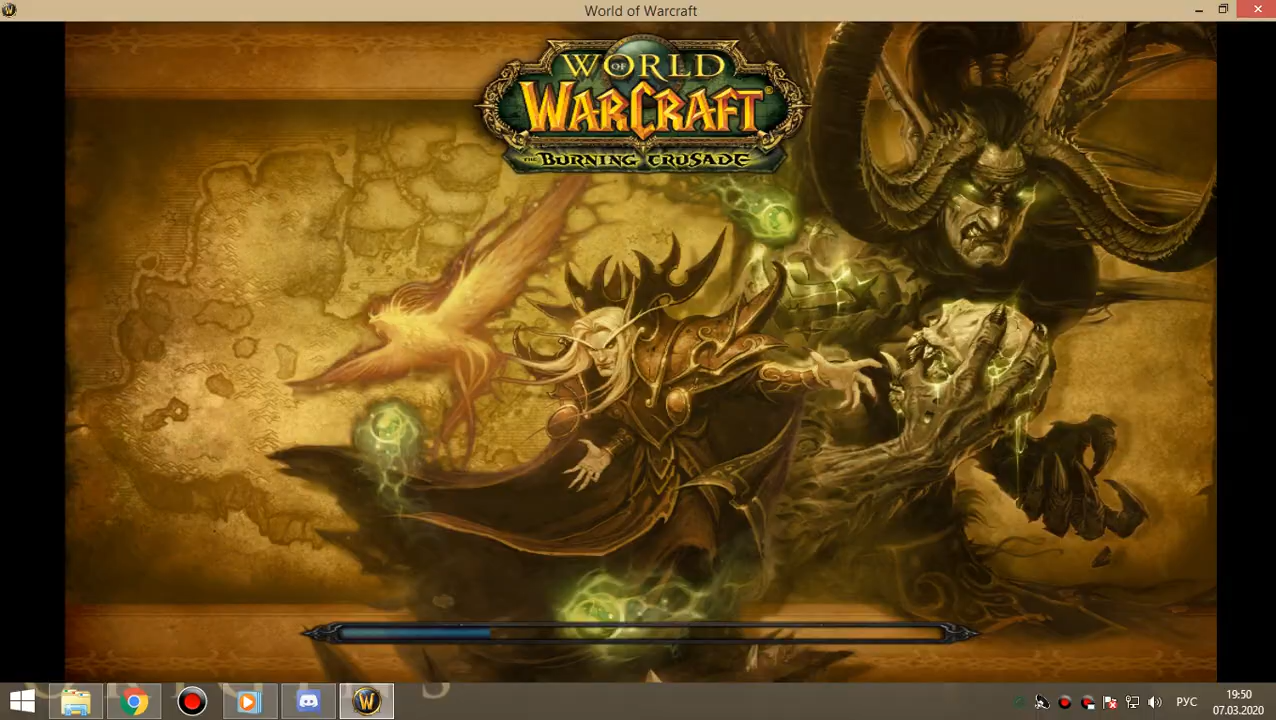 World of Warcraft
WORLD
OF
WARCRAFT®
THE BURNING CRUSADE
РУС
19:50
07.03.2020